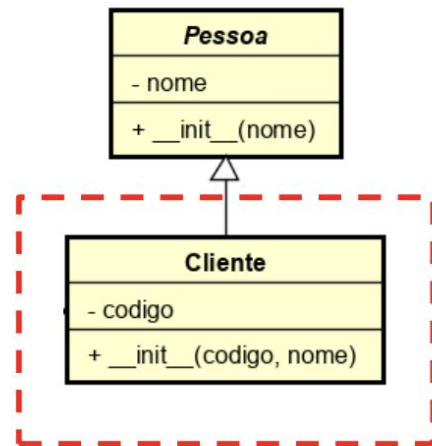 Pessoa
- nome
+ __init__(nome)
Cliente
- codigo
+ __init__(codigo, nome)